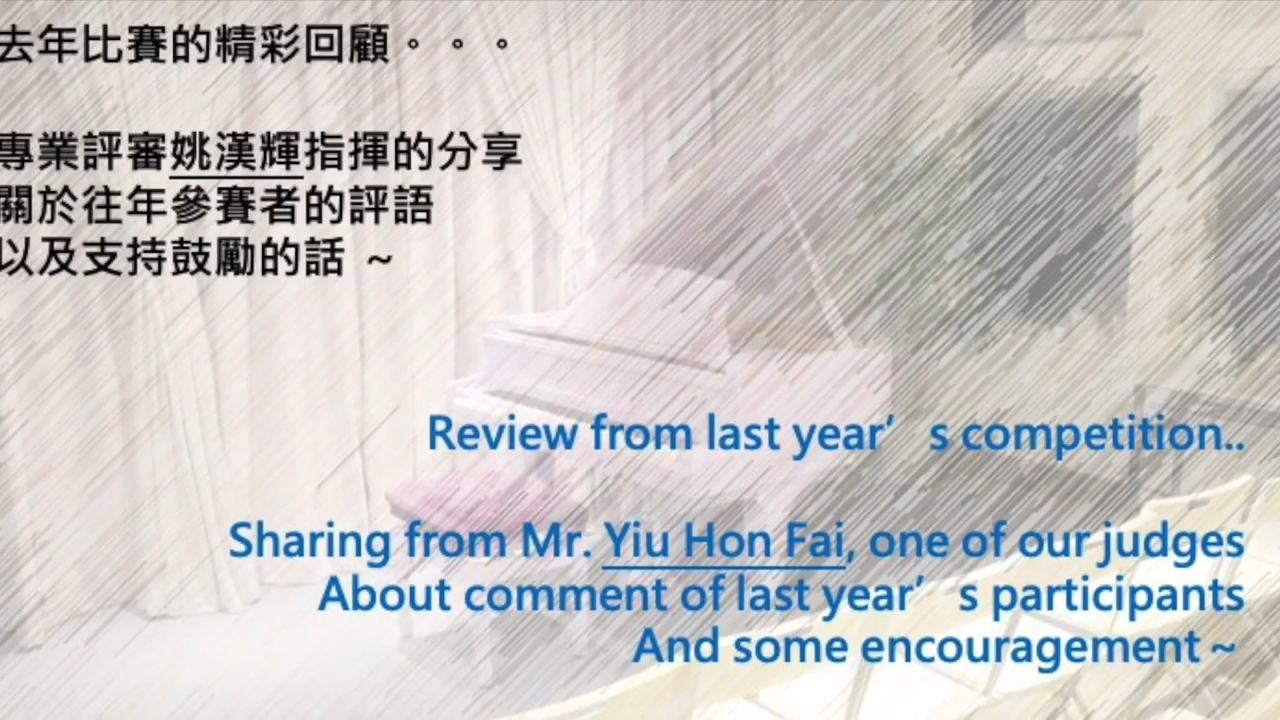 去年比賽的精彩回顧。。。
專業評審姚漢輝指揮的分享
關於往年參賽者的評語
以及支持鼓勵的話 ~
Review from last year’s competition..
Sharing from Mr. Yiu Hon Fai, one of our judges
About comment of last year’s participants
And some encouragement ~